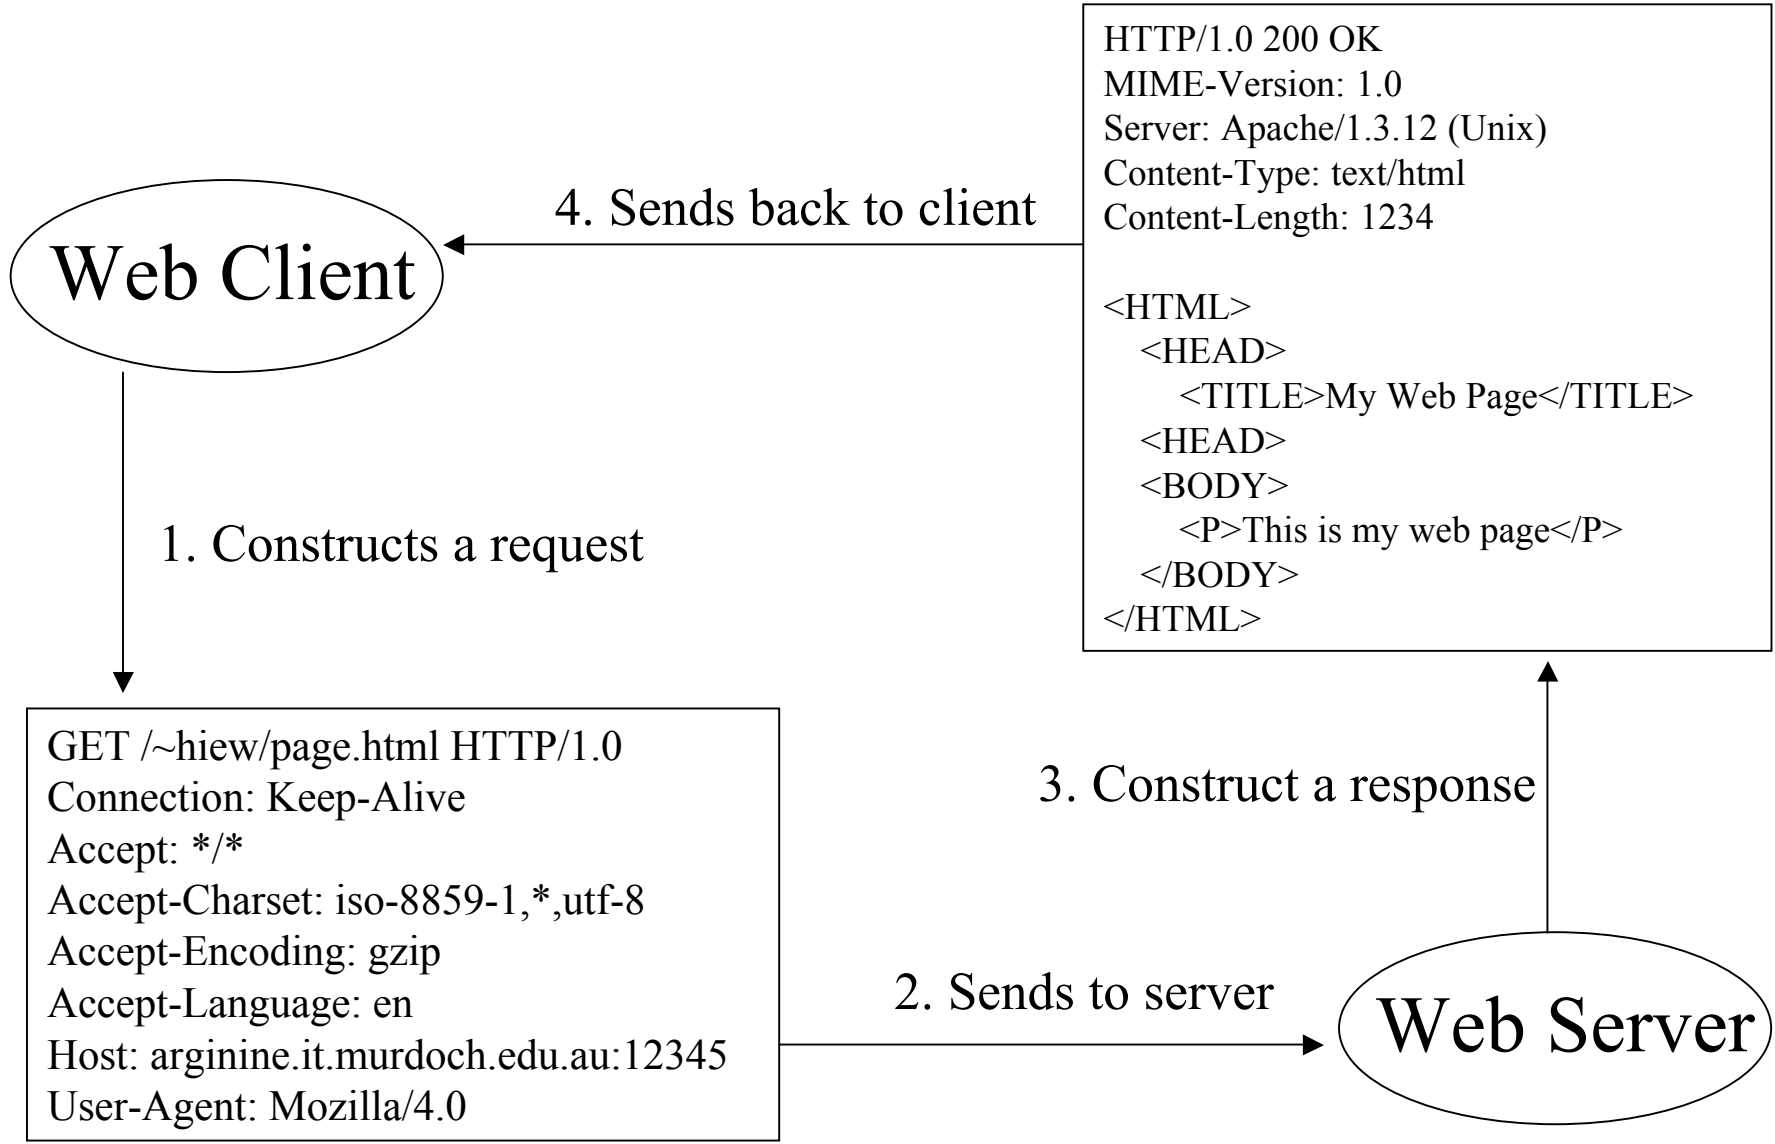 Web Client
1. Constructs a request
GET /~hiew/page.html HTTP/1.0
Connection: Keep-Alive
Accept: */*
Accept-Charset: iso-8859-1,*,utf-8
Accept-Encoding: gzip
Accept-Language: en
Host: arginine.it.murdoch.edu.au:12345
User-Agent: Mozilla/4.0
2. Sends to server
Web Server
3. Construct a response
HTTP/1.0 200 OK
MIME-Version: 1.0
Server: Apache/1.3.12 (Unix)
Content-Type: text/html
Content-Length: 1234
<HTML>
<HEAD>
<TITLE>My Web Page</TITLE>
<HEAD>
<BODY>
<P>This is my web page</P>
</BODY>
</HTML>
4. Sends back to client